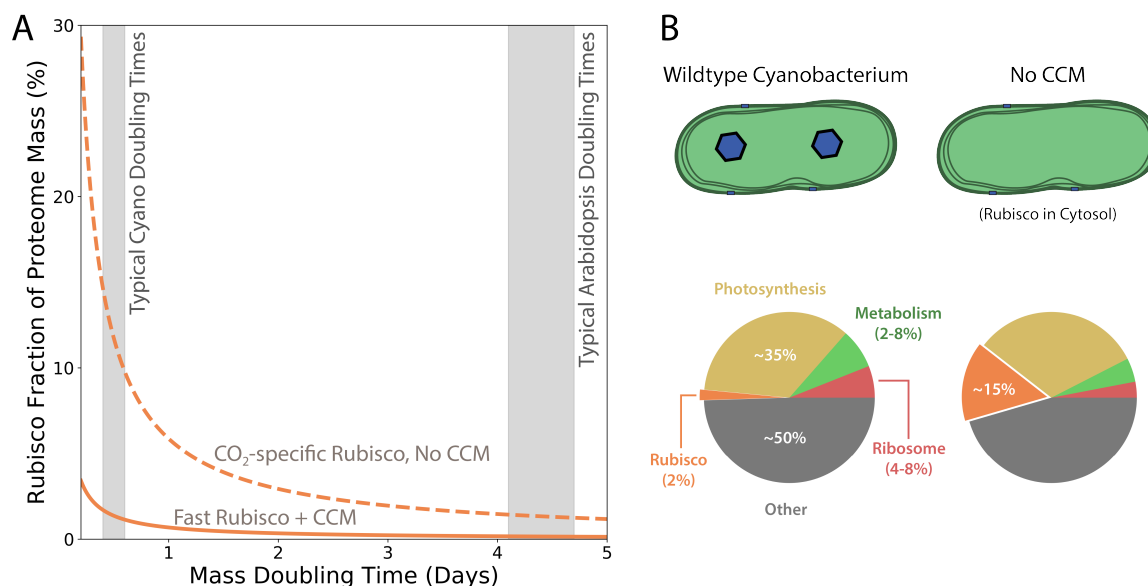 A
Rubisco Fraction of Proteome Mass (%)
30
20
10
0
1
2
3
4
5
Mass Doubling Time (Days)
Typical Cyano Doubling Times
Typical Arabidopsis Doubling Times
CO₂-specific Rubisco, No CCM
Fast Rubisco + CCM
B
Wildtype Cyanobacterium
No CCM
(Rubisco in Cytosol)
Photosynthesis
Metabolism
(2-8%)
~35%
~50%
Rubisco
(2%)
Ribosome
(4-8%)
Other
~15%